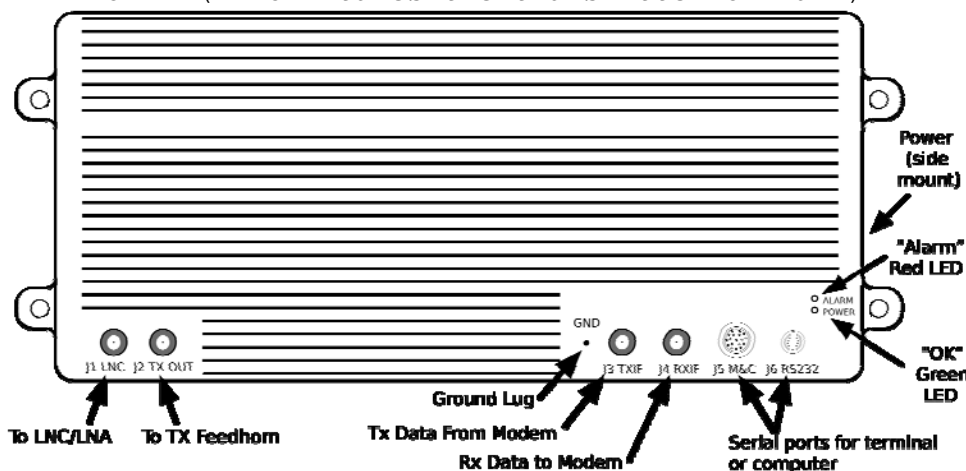 Power
(side
mount)
"Alarm"
Red LED
ALARM
POWER
GND
J1 LNC J2 TX OUT
J3 TXIF J4 RXIF J5 M&C J6 RS232
"OK"
Green
LED
Ground Lug
To LNC/LNA To TX Feedhorn
Tx Data From Modem
Rx Data to Modem
Serial ports for terminal
or computer